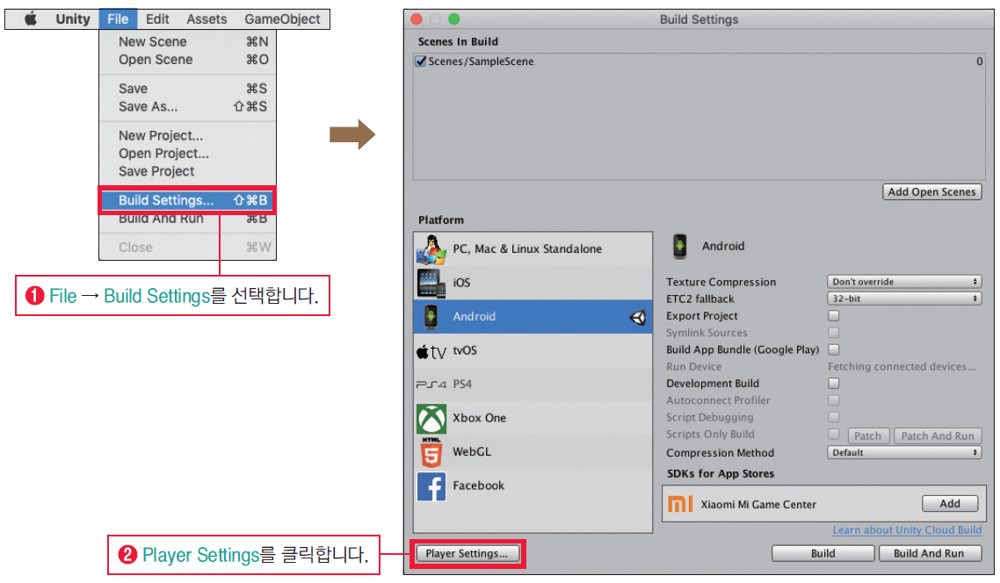 Unity File Edit Assets GameObject
New Scene ⌘N
Open Scene ⌘O
Save ⌘S
Save As... ⇧⌘S
New Project...
Open Project...
Save Project
Build Settings... ⇧⌘B
Build And Run ⌘B
Close ⌘W
❶ File → Build Settings를 선택합니다.
Build Settings
Scenes In Build
Scenes/SampleScene 0
Add Open Scenes
Platform
PC, Mac & Linux Standalone
iOS
Android
tv tvOS
PS4 PS4
Xbox One
HTML 5 WebGL
f Facebook
Android
Texture Compression Don't override
ETC2 fallback 32-bit
Export Project
Symlink Sources
Build App Bundle (Google Play)
Run Device Fetching connected devices...
Development Build
Autoconnect Profiler
Script Debugging
Scripts Only Build Patch Patch And Run
Compression Method Default
SDKs for App Stores
mi Xiaomi Mi Game Center Add
Learn about Unity Cloud Build
Player Settings... Build Build And Run
❷ Player Settings를 클릭합니다.